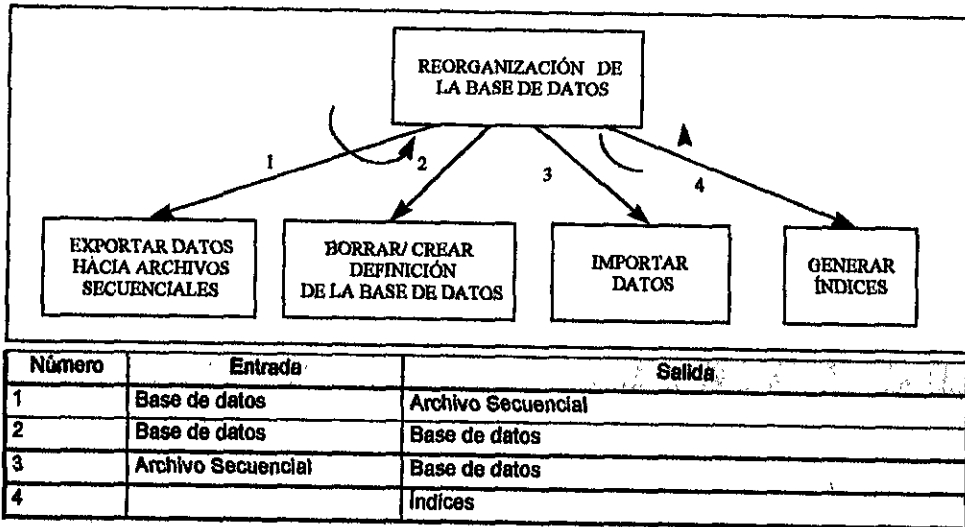 REORGANIZACIÓN DE
LA BASE DE DATOS
1
2
3
4
EXPORTAR DATOS
HACIA ARCHIVOS
SECUENCIALES
BORRAR/ CREAR
DEFINICIÓN
DE LA BASE DE DATOS
IMPORTAR
DATOS
GENERAR
ÍNDICES
Número Entrada Salida
1 Base de datos Archivo Secuencial
2 Base de datos Base de datos
3 Archivo Secuencial Base de datos
4 Índices